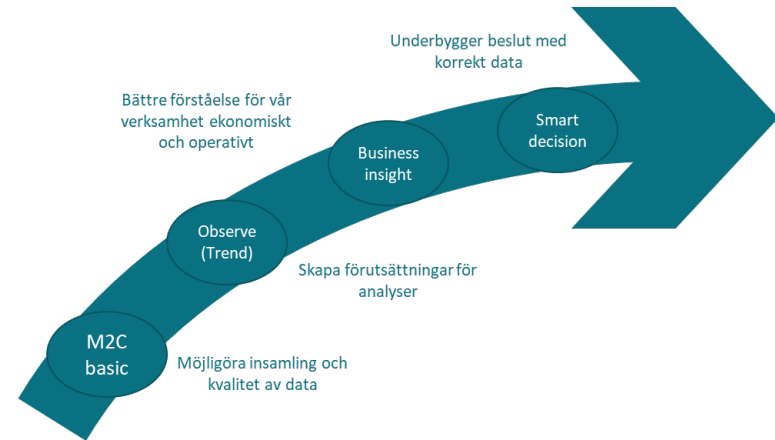 Underbygger beslut med
korrekt data
Bättre förståelse för vår
verksamhet ekonomiskt
och operativt
Smart
decision
Business
insight
Observe
(Trend)
Skapa förutsättningar för
analyser
M2C
basic
Möjligöra insamling och
kvalitet av data